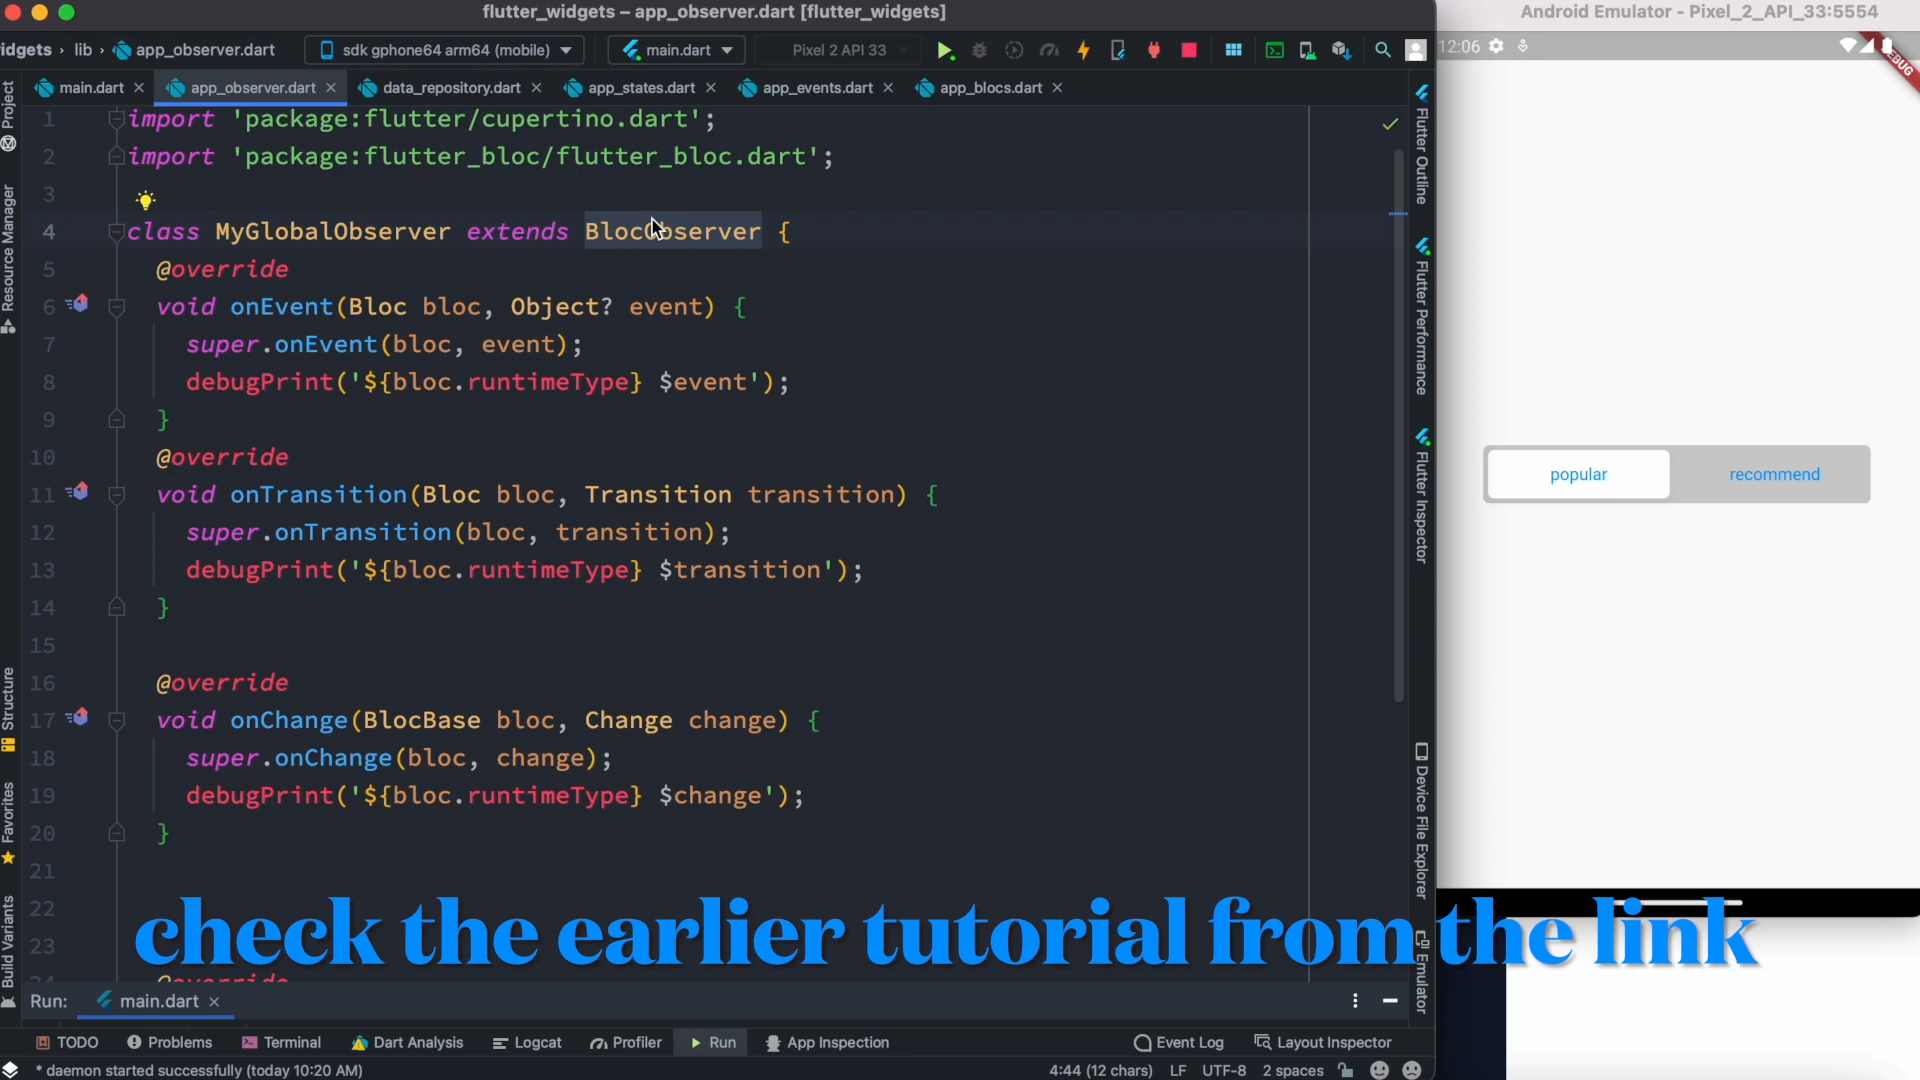 flutter_widgets – app_observer.dart [flutter_widgets]
Android Emulator - Pixel_2_API_33:5554
idgets › lib › app_observer.dart
sdk gphone64 arm64 (mobile)
main.dart
Pixel 2 API 33
12:06
DEBUG
main.dart
app_observer.dart
data_repository.dart
app_states.dart
app_events.dart
app_blocs.dart
1 import 'package:flutter/cupertino.dart';
2 import 'package:flutter_bloc/flutter_bloc.dart';
3
4 class MyGlobalObserver extends BlocObserver {
5 @override
6 void onEvent(Bloc bloc, Object? event) {
7 super.onEvent(bloc, event);
8 debugPrint('${bloc.runtimeType} $event');
9 }
10 @override
11 void onTransition(Bloc bloc, Transition transition) {
12 super.onTransition(bloc, transition);
13 debugPrint('${bloc.runtimeType} $transition');
14 }
15
16 @override
17 void onChange(BlocBase bloc, Change change) {
18 super.onChange(bloc, change);
19 debugPrint('${bloc.runtimeType} $change');
20 }
21
22
23
Project
Resource Manager
Structure
Favorites
Build Variants
Flutter Outline
Flutter Performance
Flutter Inspector
Device File Explorer
Emulator
popular
recommend
check the earlier tutorial from the link
Run: main.dart
TODO
Problems
Terminal
Dart Analysis
Logcat
Profiler
Run
App Inspection
Event Log
Layout Inspector
* daemon started successfully (today 10:20 AM)
4:44 (12 chars) LF UTF-8 2 spaces